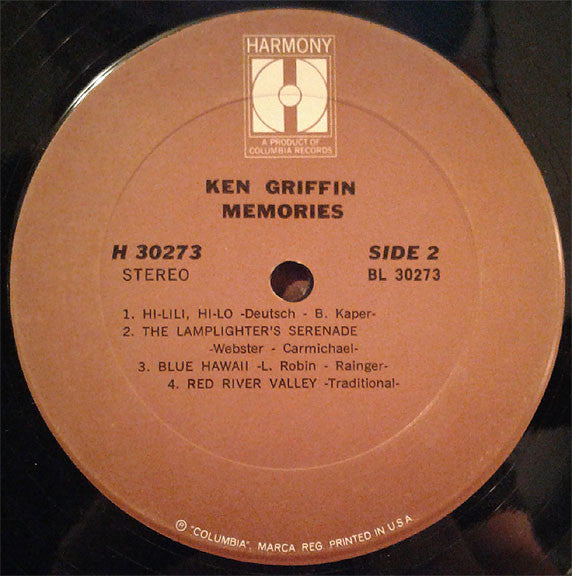 HARMONY
A PRODUCT OF
COLUMBIA RECORDS
KEN GRIFFIN
MEMORIES
H 30273 SIDE 2
STEREO BL 30273
1. HI-LILI, HI-LO -Deutsch - B. Kaper-
2. THE LAMPLIGHTER'S SERENADE
-Webster - Carmichael-
3. BLUE HAWAII -L. Robin - Rainger-
4. RED RIVER VALLEY -Traditional-
Ⓟ "COLUMBIA", MARCA REG. PRINTED IN U.S.A.